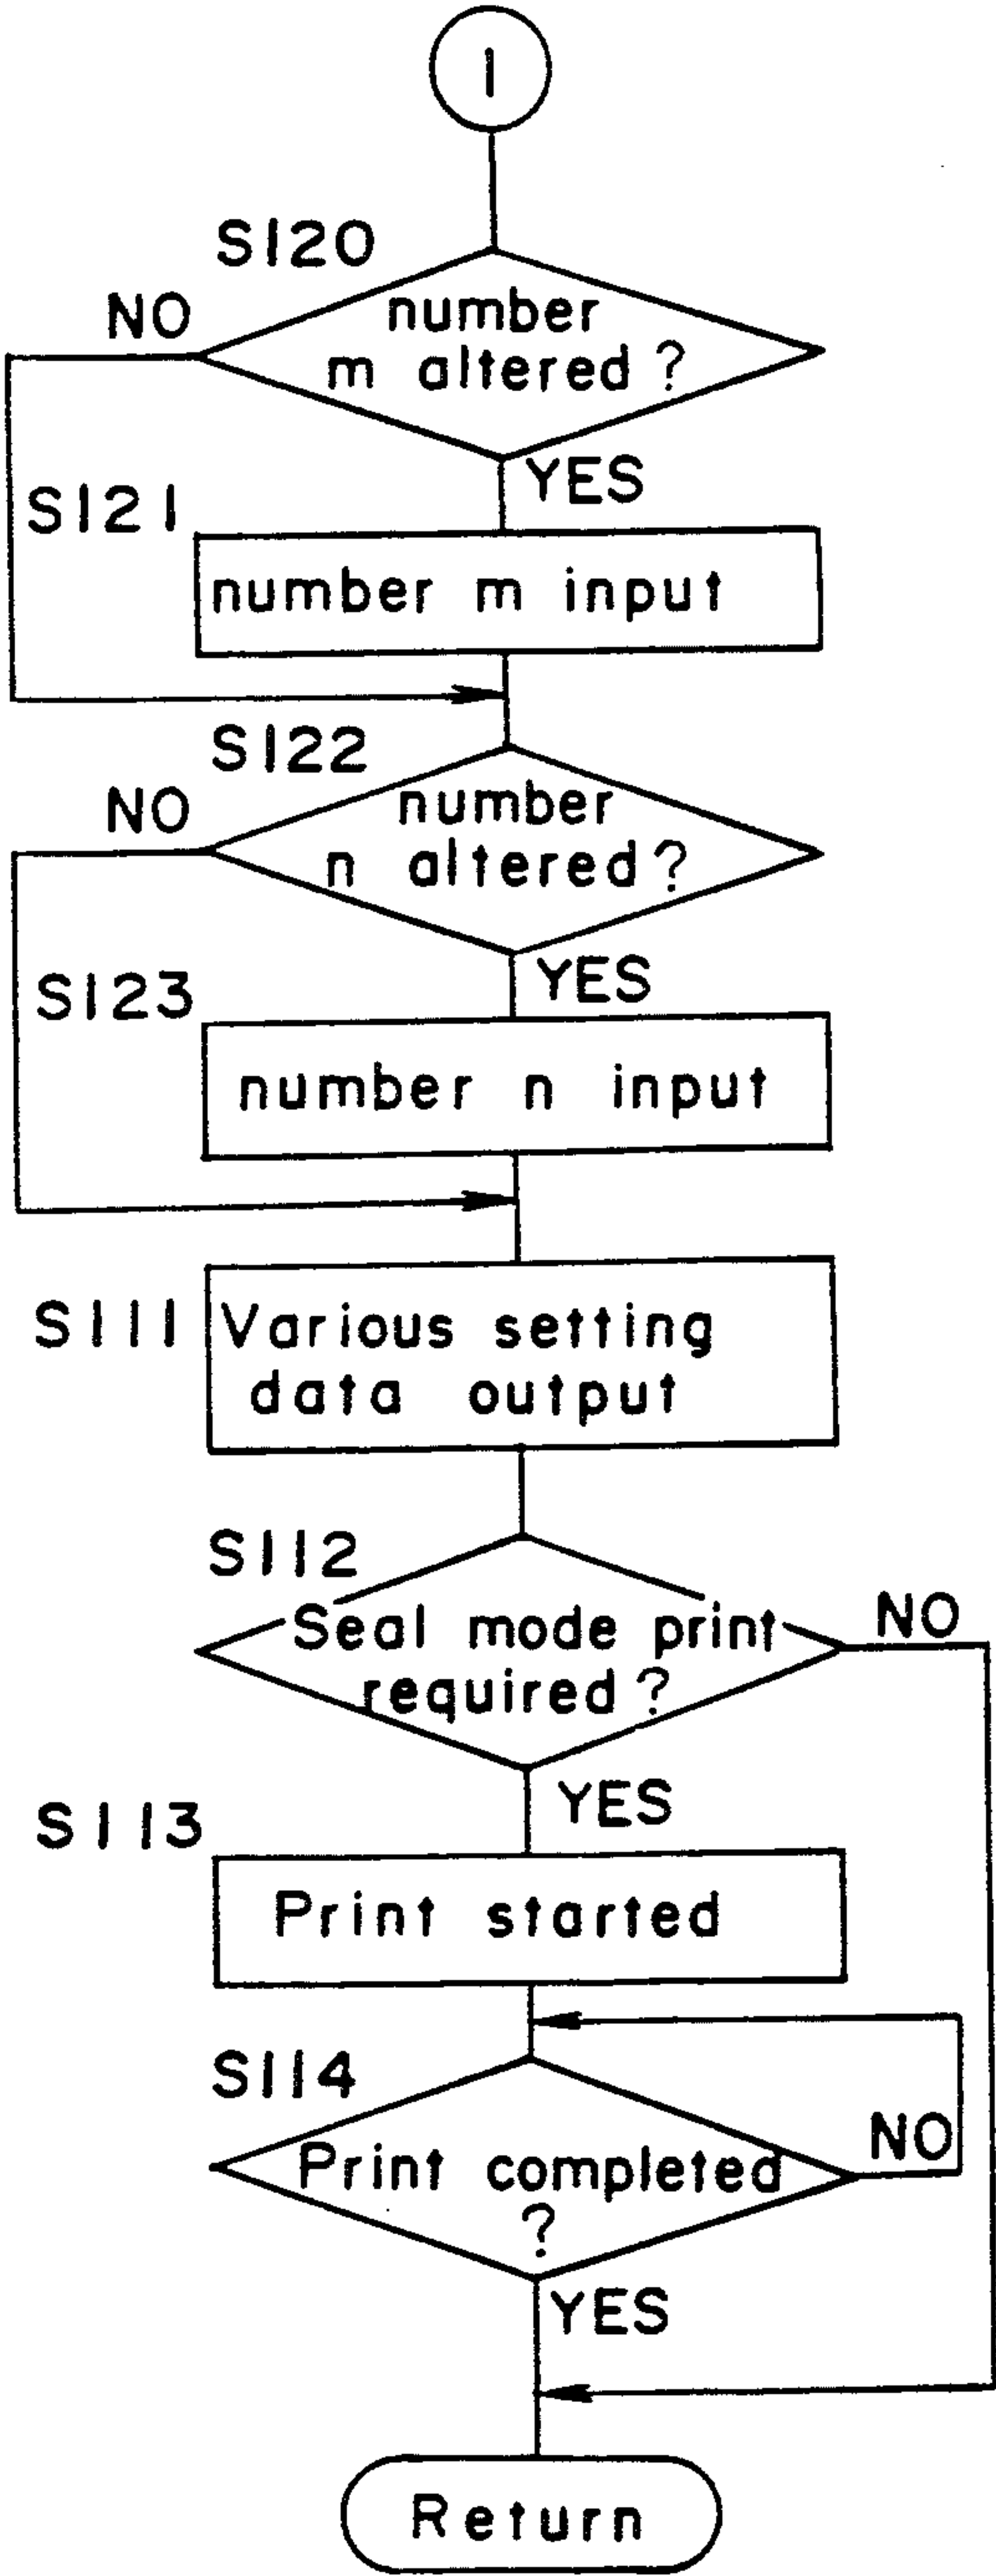 1
S120
NO
number
m altered ?
YES
S121
number m input
S122
NO
number
n altered ?
YES
S123
number n input
S111
Various setting
data output
S112
Seal mode print
required ?
NO
YES
S113
Print started
S114
Print completed
?
NO
YES
Return